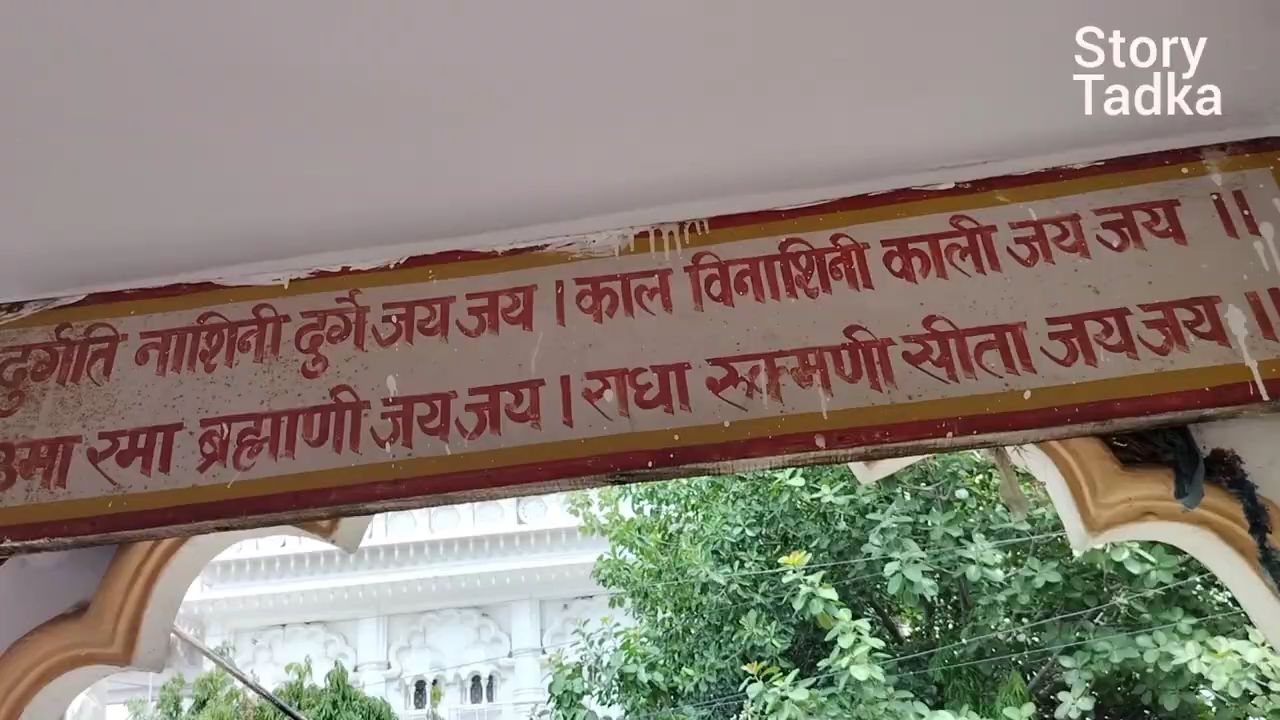 Story
Tadka
दुर्गति नाशिनी दुर्गे जय जय । काल विनाशिनी काली जय जय ॥
उमा रमा ब्रह्माणी जय जय । राधा रुक्मणी सीता जय जय ॥